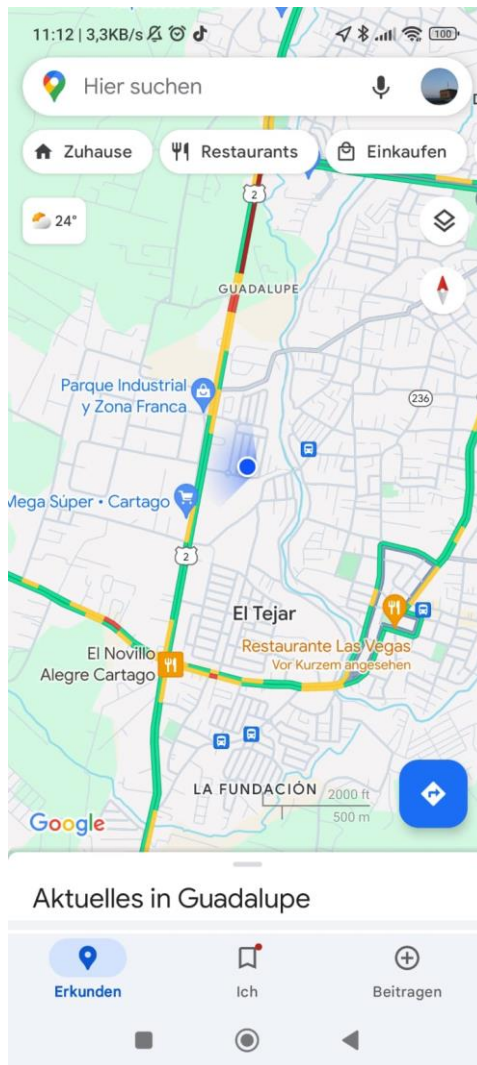 11:12 | 3,3KB/s
100
Hier suchen
Zuhause
Restaurants
Einkaufen
24°
2
GUADALUPE
Parque Industrial
y Zona Franca
236
Mega Súper • Cartago
2
El Tejar
El Novillo
Alegre Cartago
Restaurante Las Vegas
Vor Kurzem angesehen
LA FUNDACIÓN
2000 ft
500 m
Google
Aktuelles in Guadalupe
Erkunden
Ich
Beitragen